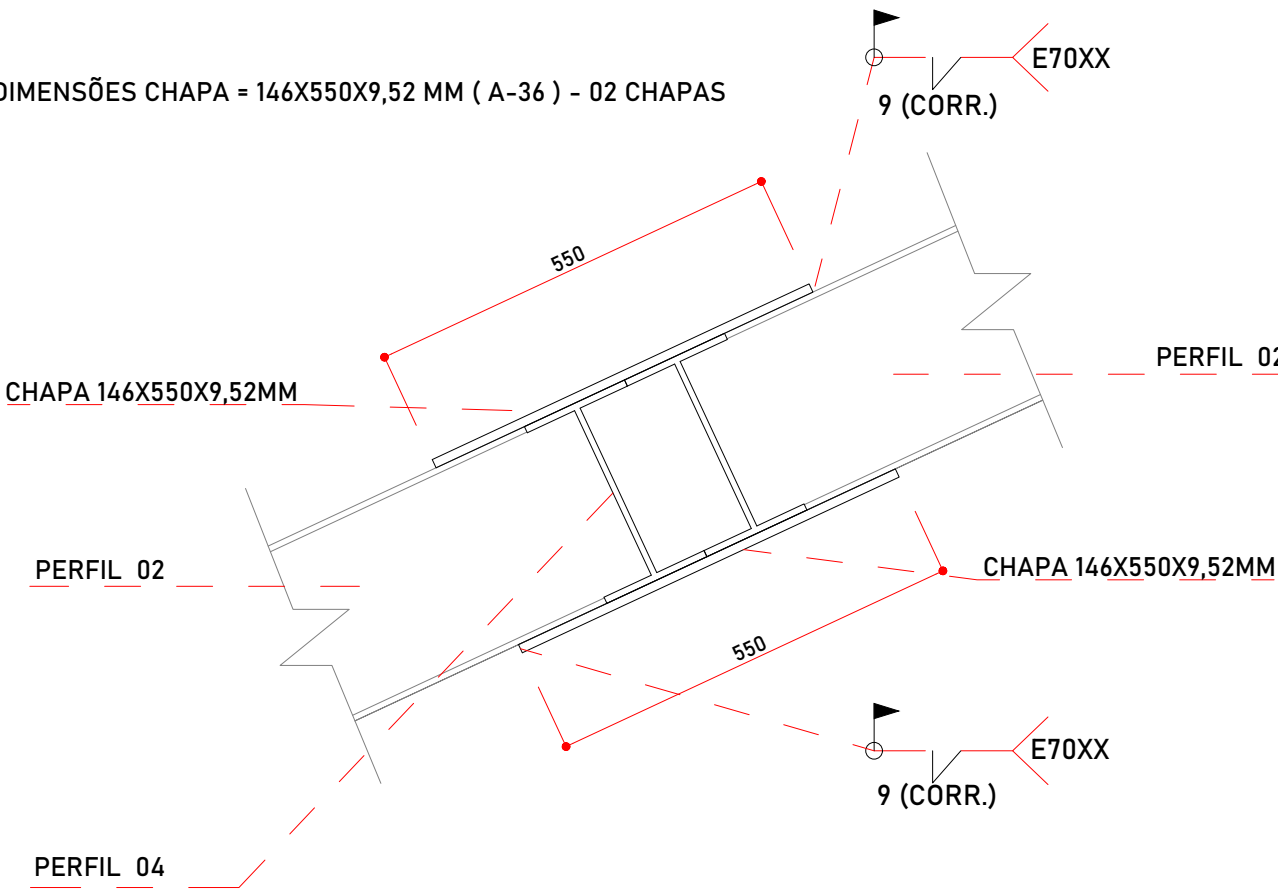 E70XX
DIMENSÕES CHAPA = 146X550X9,52 MM ( A-36 ) - 02 CHAPAS
9 (CORR.)
550
PERFIL 02
CHAPA 146X550X9,52MM
PERFIL 02
CHAPA 146X550X9,52MM
550
E70XX
9 (CORR.)
PERFIL 04